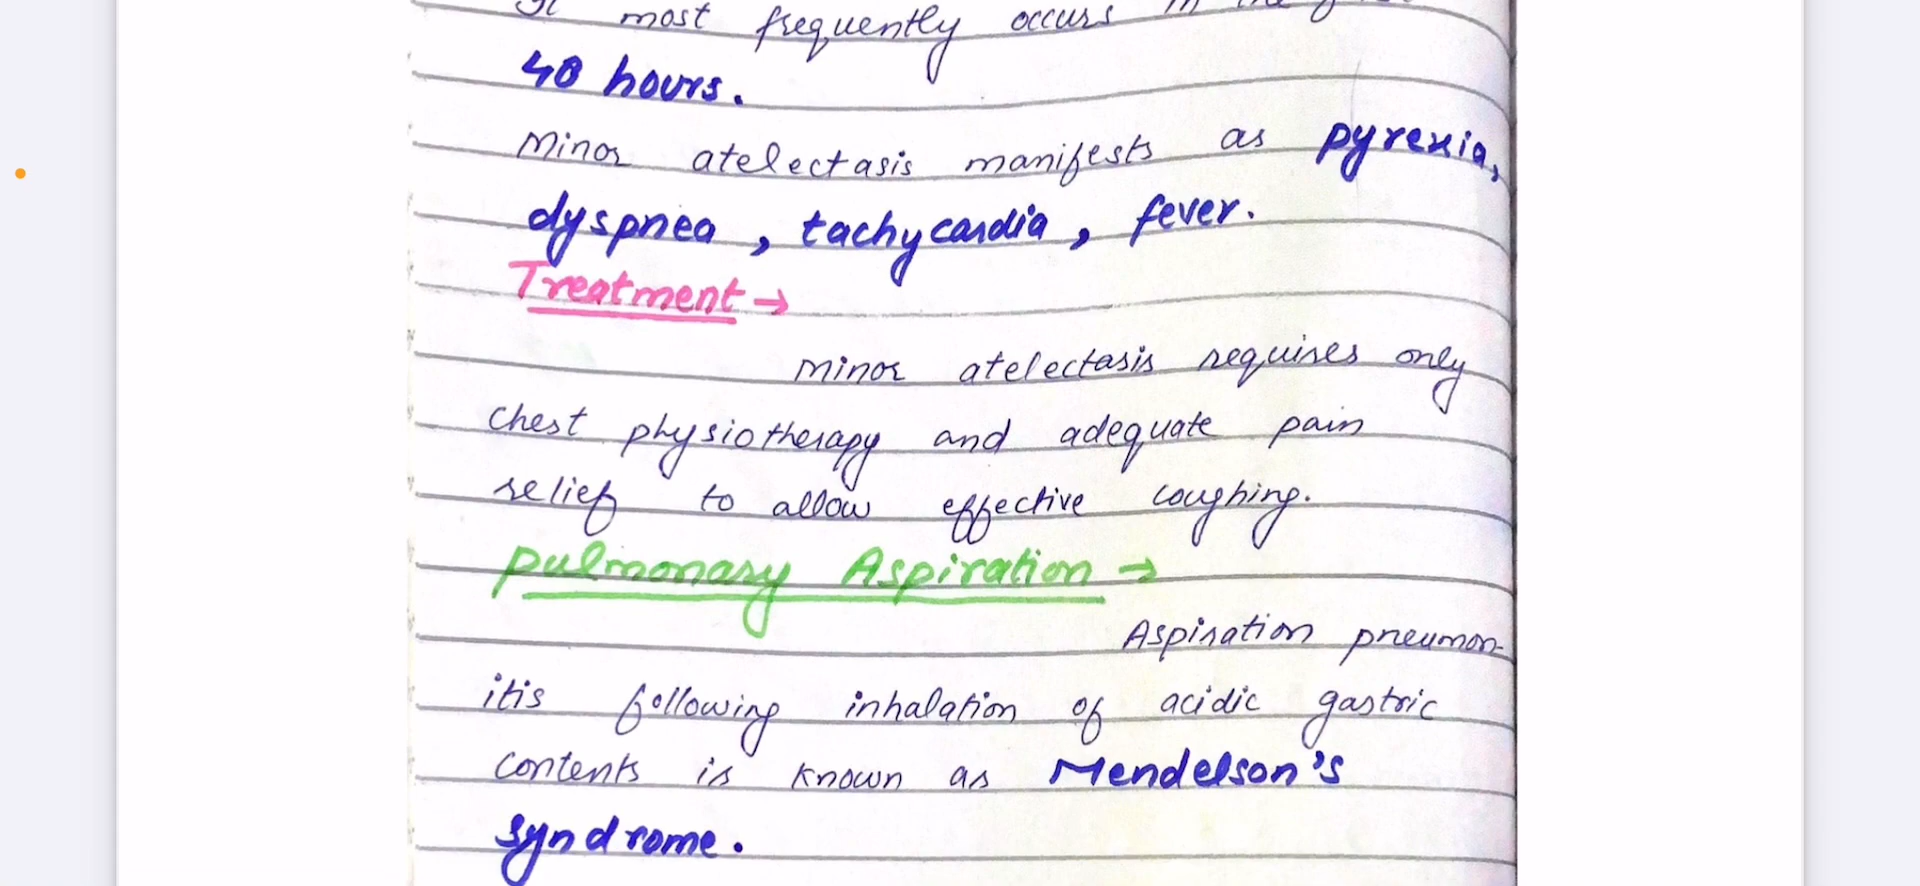 most frequently occurs in the
48 hours.
Minor atelectasis manifests as pyrexia,
dyspnea, tachycardia, fever.
Treatment →
Minor atelectasis requires only
chest physiotherapy and adequate pain
relief to allow effective coughing.
Pulmonary Aspiration →
Aspiration pneumon-
itis following inhalation of acidic gastric
contents is known as Mendelson's
syndrome.